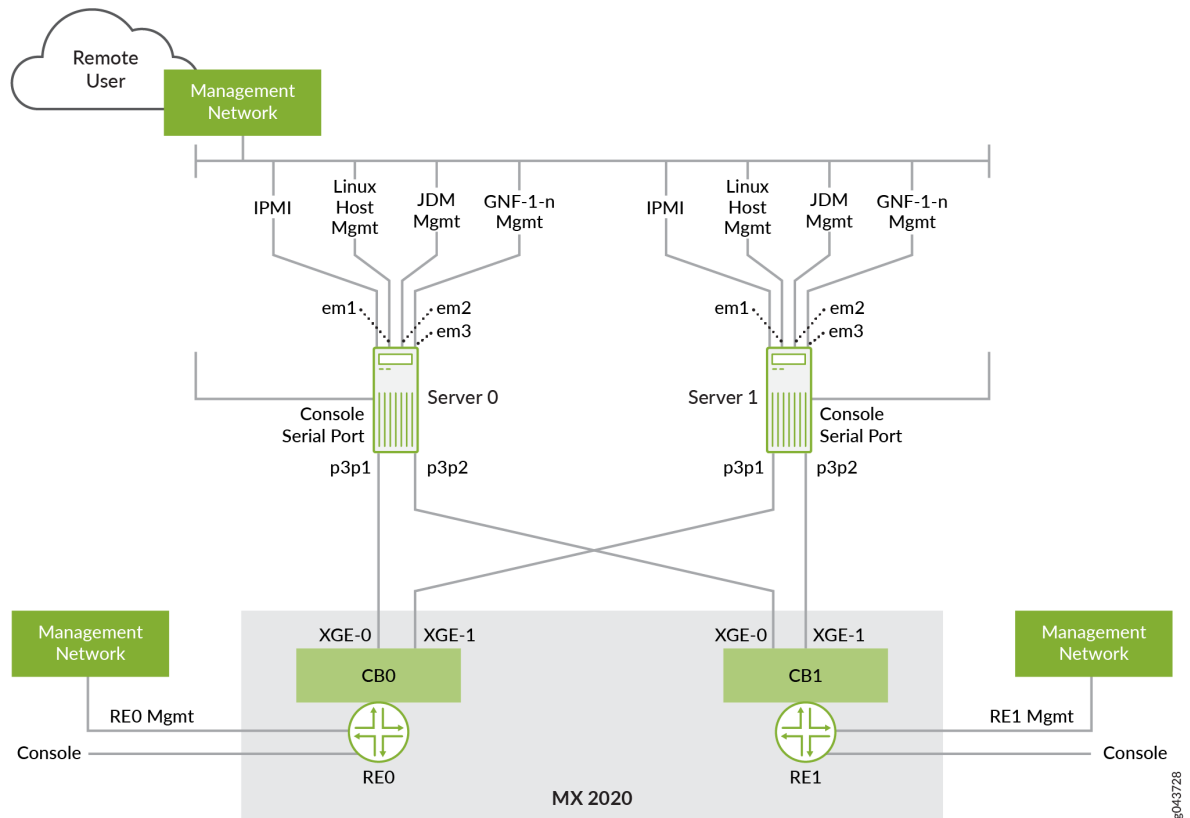 Remote
User
Management
Network
IPMI
Linux
Host
Mgmt
JDM
Mgmt
GNF-1-n
Mgmt
IPMI
Linux
Host
Mgmt
JDM
Mgmt
GNF-1-n
Mgmt
em1
em2
em3
em1
em2
em3
Server 0
Server 1
Console
Serial Port
Console
Serial Port
p3p1
p3p2
p3p1
p3p2
Management
Network
XGE-0
XGE-1
XGE-0
XGE-1
Management
Network
CB0
CB1
RE0 Mgmt
RE1 Mgmt
Console
Console
RE0
RE1
MX 2020
g043728